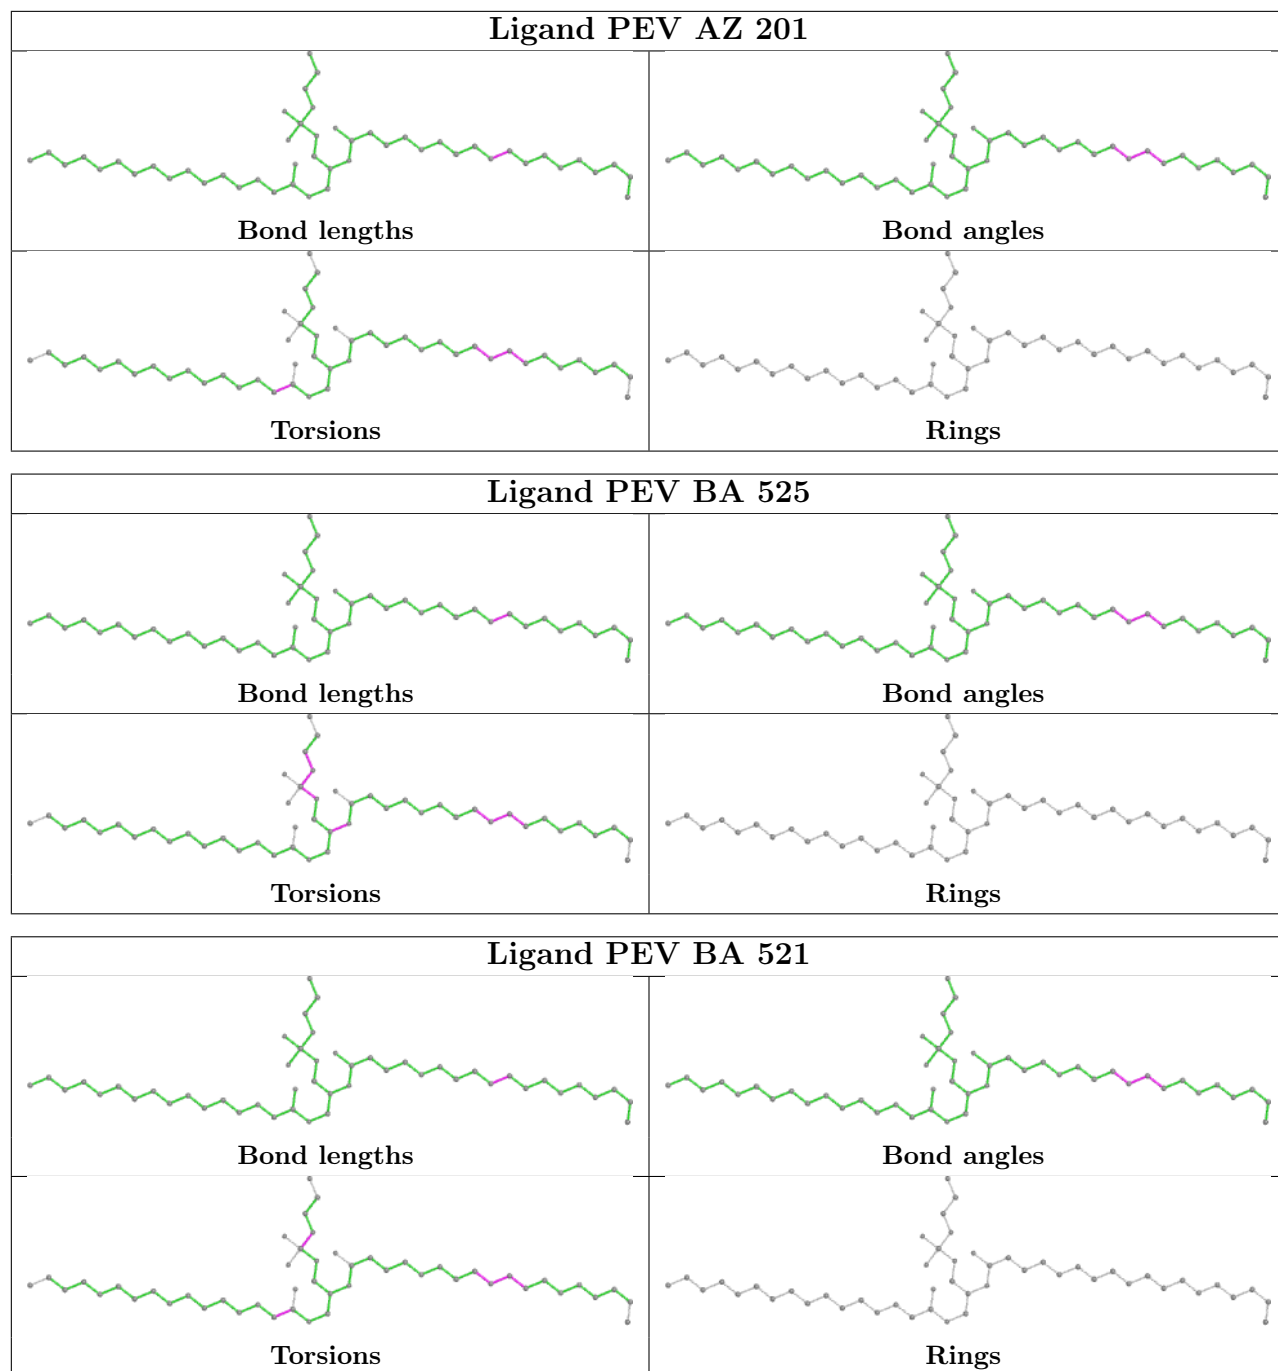 Ligand PEV AZ 201
Bond lengths
Bond angles
Torsions
Rings
Ligand PEV BA 525
Bond lengths
Bond angles
Torsions
Rings
Ligand PEV BA 521
Bond lengths
Bond angles
Torsions
Rings